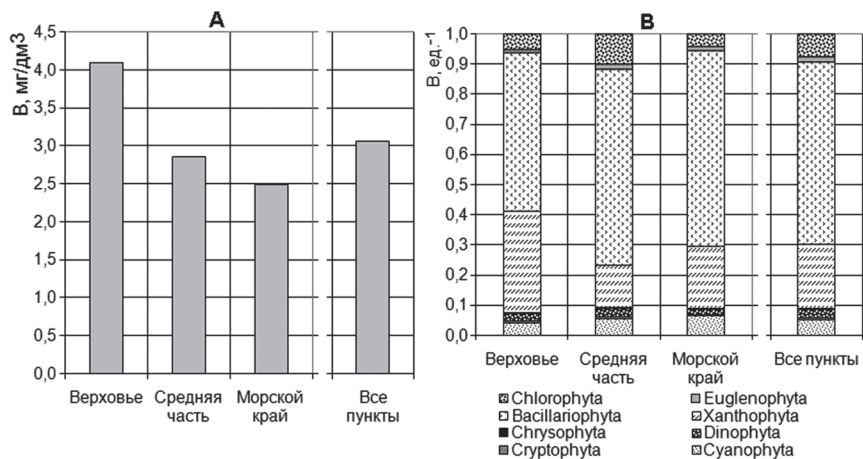 А
В, мг/дм3
4,5
4,0
3,5
3,0
2,5
2,0
1,5
1,0
0,5
0,0
Верховье
Средняя
часть
Морской
край
Все
пункты
В
В, ед.-1
1,0
0,9
0,8
0,7
0,6
0,5
0,4
0,3
0,2
0,1
0,0
Верховье
Средняя
часть
Морской
край
Все пункты
Chlorophyta
Euglenophyta
Bacillariophyta
Xanthophyta
Chrysophyta
Dinophyta
Cryptophyta
Cyanophyta